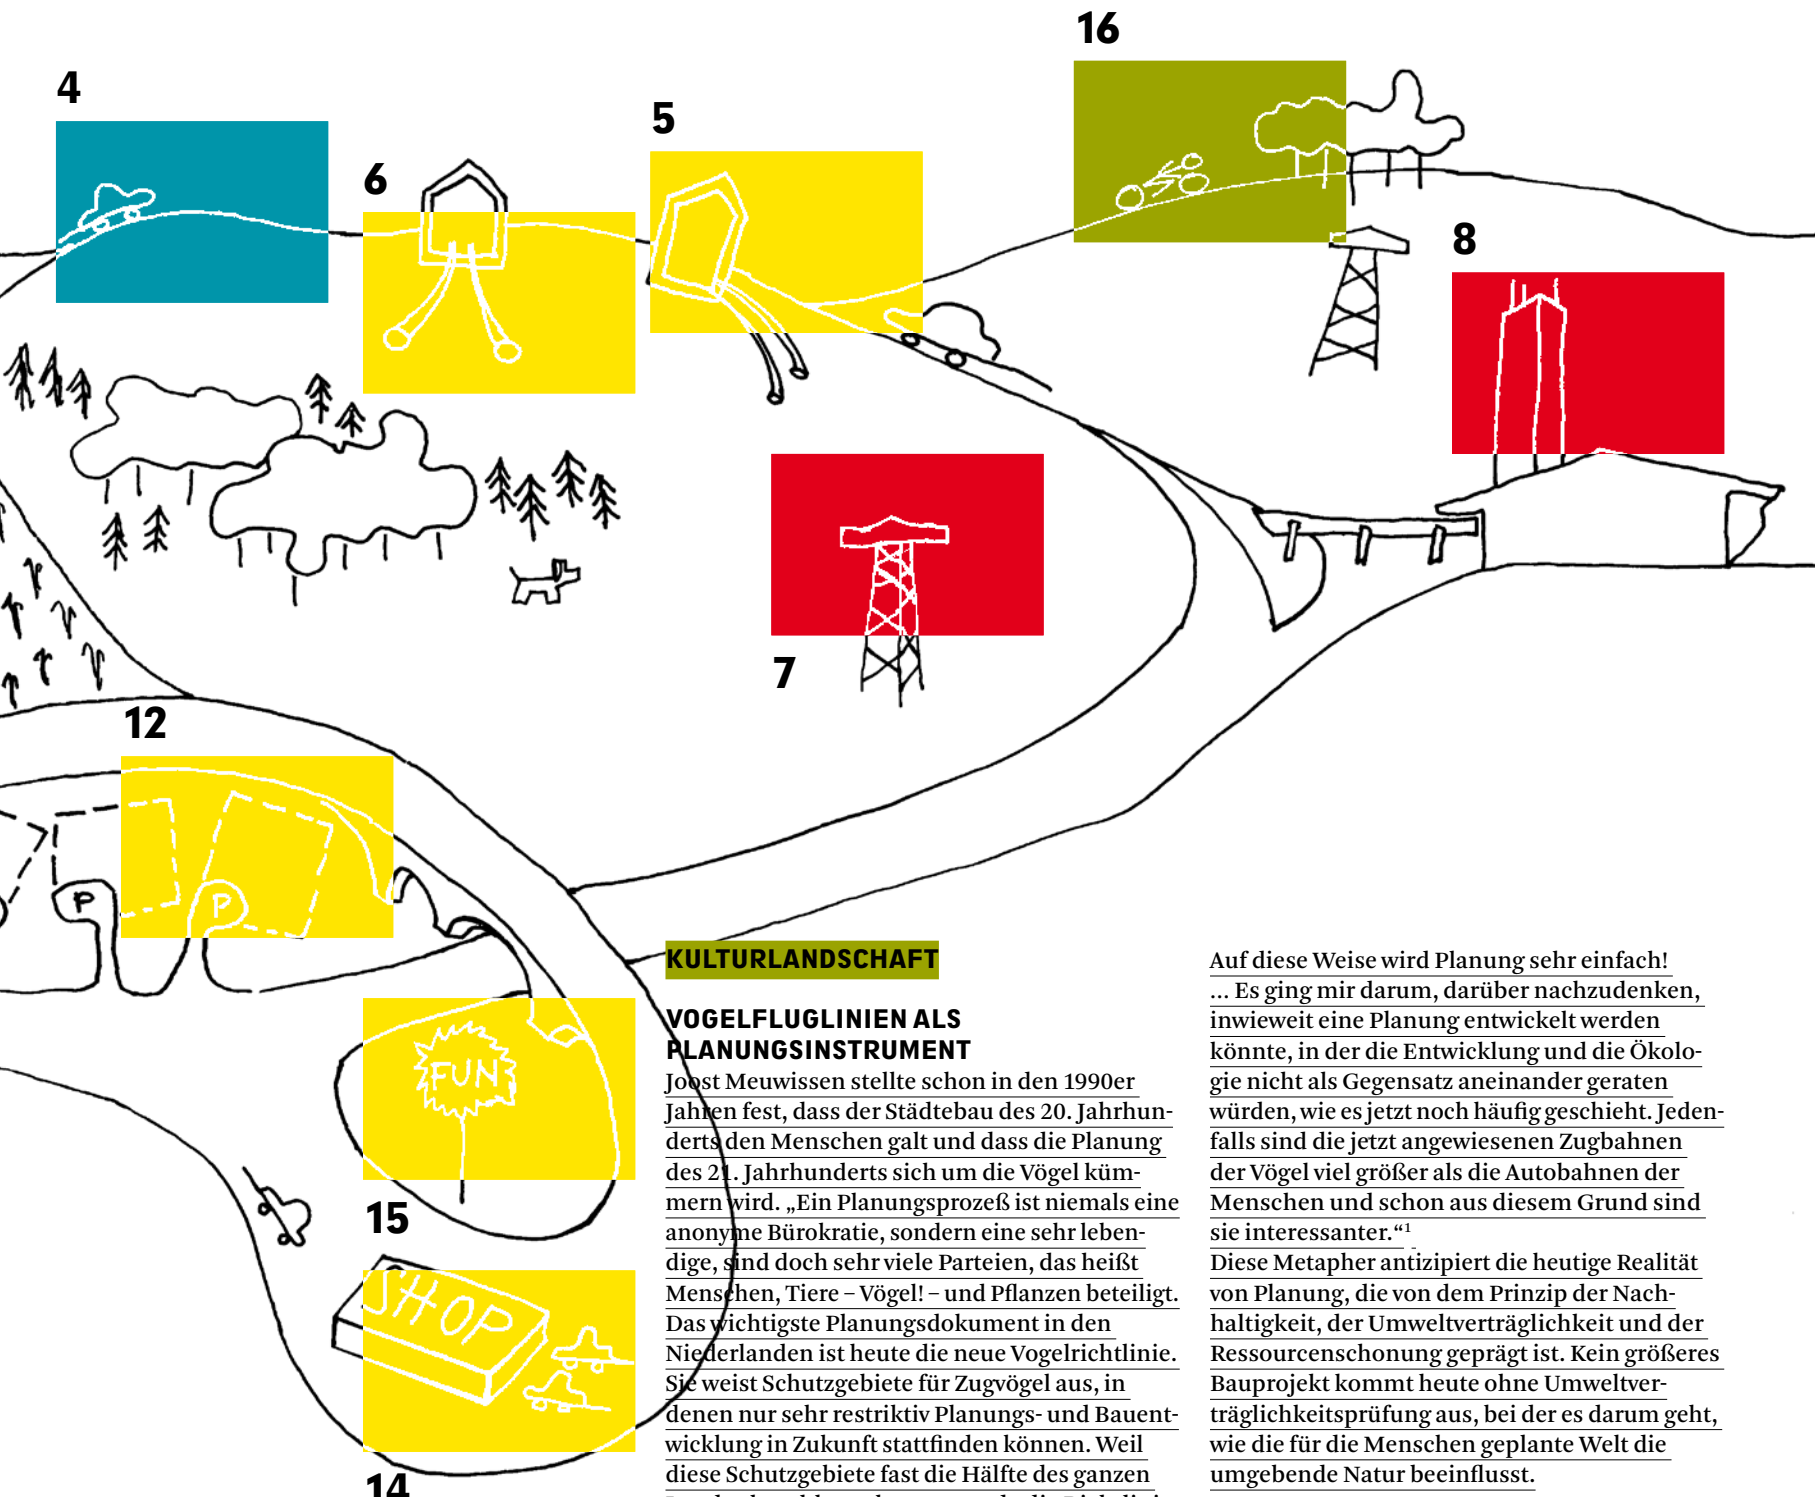 16
4
5
6
8
7
12
P
P
FUN
15
SHOP
14
KULTURLANDSCHAFT
VOGELFLUGLINIEN ALS
PLANUNGSINSTRUMENT
Joost Meuwissen stellte schon in den 1990er
Jahren fest, dass der Städtebau des 20. Jahrhun-
derts den Menschen galt und dass die Planung
des 21. Jahrhunderts sich um die Vögel küm-
mern wird. „Ein Planungsprozeß ist niemals eine
anonyme Bürokratie, sondern eine sehr leben-
dige, sind doch sehr viele Parteien, das heißt
Menschen, Tiere – Vögel! – und Pflanzen beteiligt.
Das wichtigste Planungsdokument in den
Niederlanden ist heute die neue Vogelrichtlinie.
Sie weist Schutzgebiete für Zugvögel aus, in
denen nur sehr restriktiv Planungs- und Bauent-
wicklung in Zukunft stattfinden können. Weil
diese Schutzgebiete fast die Hälfte des ganzen
Auf diese Weise wird Planung sehr einfach!
... Es ging mir darum, darüber nachzudenken,
inwieweit eine Planung entwickelt werden
könnte, in der die Entwicklung und die Ökolo-
gie nicht als Gegensatz aneinander geraten
würden, wie es jetzt noch häufig geschieht. Jeden-
falls sind die jetzt angewiesenen Zugbahnen
der Vögel viel größer als die Autobahnen der
Menschen und schon aus diesem Grund sind
sie interessanter.“¹
Diese Metapher antizipiert die heutige Realität
von Planung, die von dem Prinzip der Nach-
haltigkeit, der Umweltverträglichkeit und der
Ressourcenschonung geprägt ist. Kein größeres
Bauprojekt kommt heute ohne Umweltver-
träglichkeitsprüfung aus, bei der es darum geht,
wie die für die Menschen geplante Welt die
umgebende Natur beeinflusst.